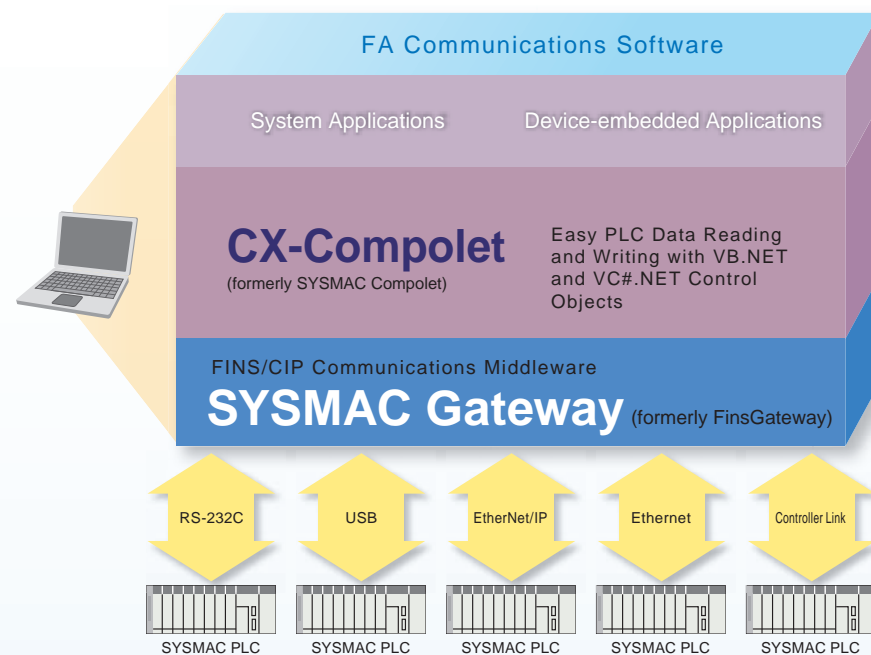 FA Communications Software
System Applications
Device-embedded Applications
CX-Compolet
(formerly SYSMAC Compolet)
Easy PLC Data Reading
and Writing with VB.NET
and VC#.NET Control
Objects
FINS/CIP Communications Middleware
SYSMAC Gateway (formerly FinsGateway)
RS-232C
USB
EtherNet/IP
Ethernet
Controller Link
SYSMAC PLC
SYSMAC PLC
SYSMAC PLC
SYSMAC PLC
SYSMAC PLC